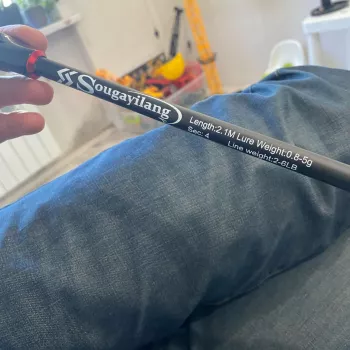 Sougayilang
Length:2.1M Lure Weight:0.8-5g
Sec: 4 Line weight:2-6LB